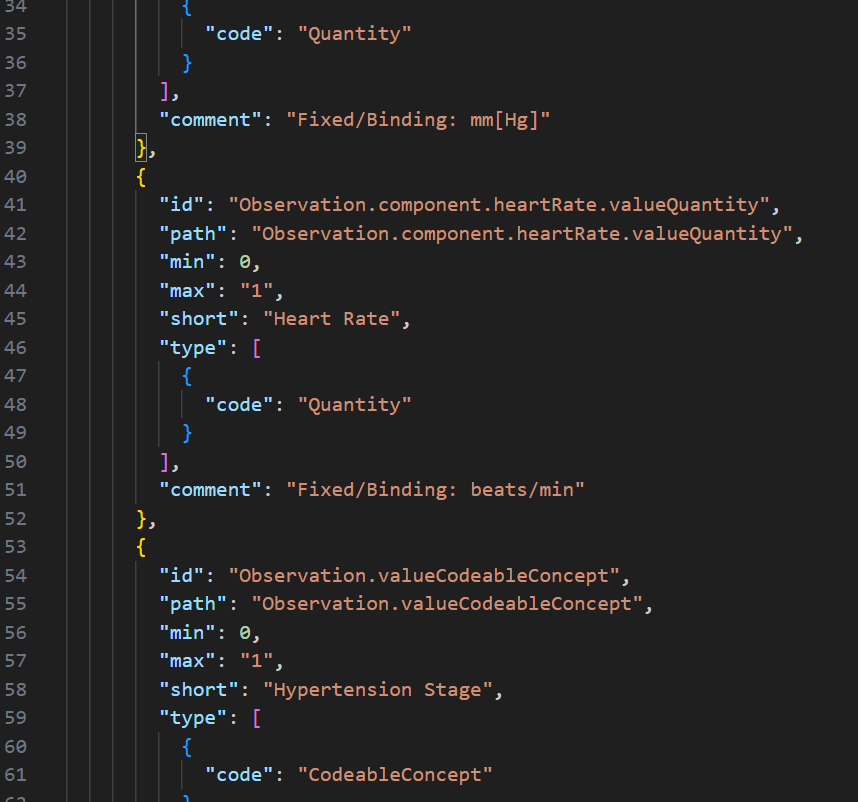 34 {
35 "code": "Quantity"
36 }
37 ],
38 "comment": "Fixed/Binding: mm[Hg]"
39 },
40 {
41 "id": "Observation.component.heartRate.valueQuantity",
42 "path": "Observation.component.heartRate.valueQuantity",
43 "min": 0,
44 "max": "1",
45 "short": "Heart Rate",
46 "type": [
47 {
48 "code": "Quantity"
49 }
50 ],
51 "comment": "Fixed/Binding: beats/min"
52 },
53 {
54 "id": "Observation.valueCodeableConcept",
55 "path": "Observation.valueCodeableConcept",
56 "min": 0,
57 "max": "1",
58 "short": "Hypertension Stage",
59 "type": [
60 {
61 "code": "CodeableConcept"
62 }